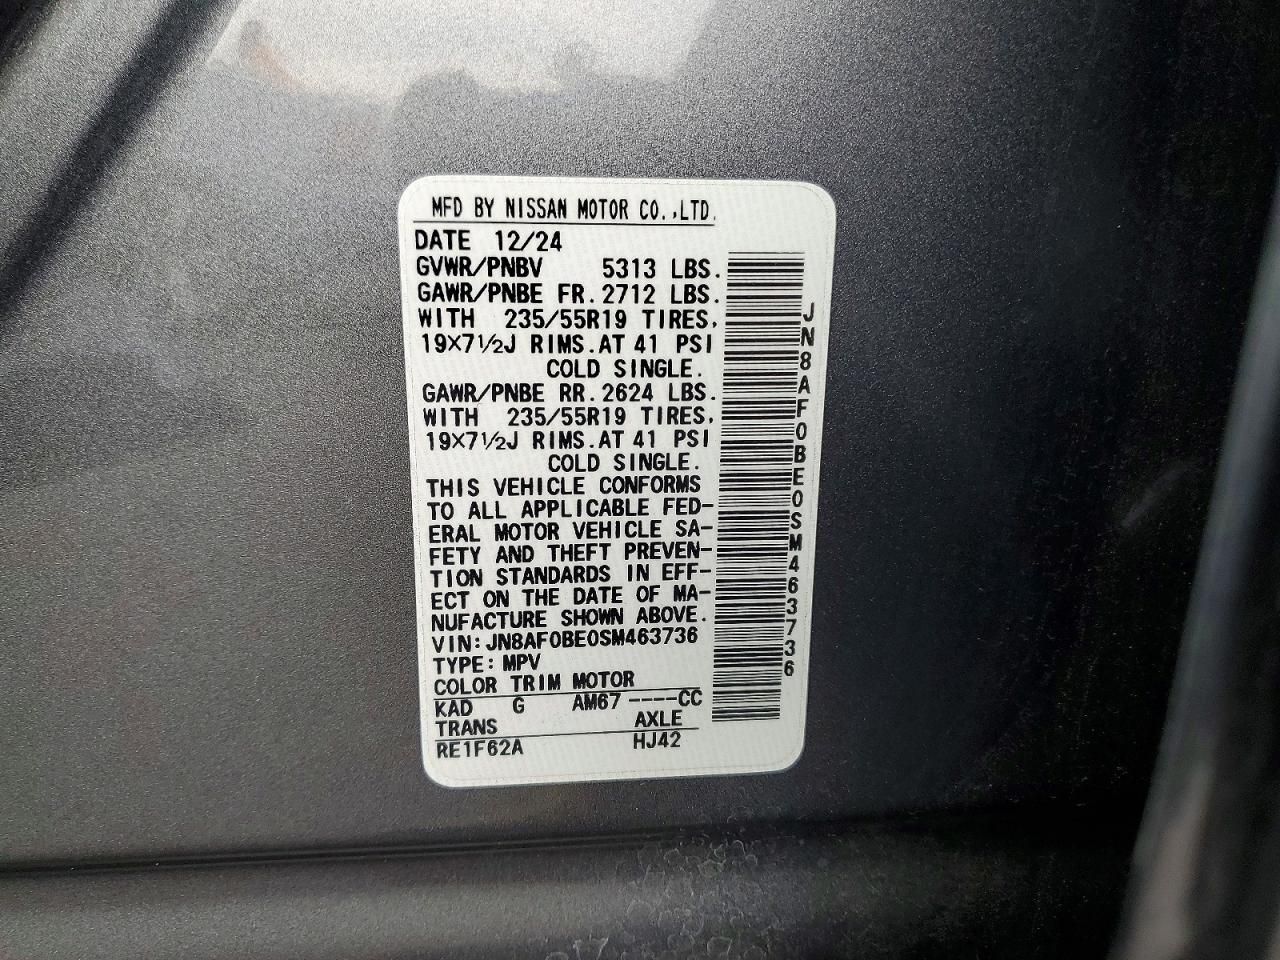 MFD BY NISSAN MOTOR CO.,LTD.
DATE 12/24
GVWR/PNBV 5313 LBS.
GAWR/PNBE FR. 2712 LBS.
WITH 235/55R19 TIRES,
19X7½J RIMS.AT 41 PSI
COLD SINGLE.
GAWR/PNBE RR. 2624 LBS.
WITH 235/55R19 TIRES,
19X7½J RIMS.AT 41 PSI
COLD SINGLE.
THIS VEHICLE CONFORMS
TO ALL APPLICABLE FED-
ERAL MOTOR VEHICLE SA-
FETY AND THEFT PREVEN-
TION STANDARDS IN EFF-
ECT ON THE DATE OF MA-
NUFACTURE SHOWN ABOVE.
VIN:JN8AF0BE0SM463736
TYPE: MPV
COLOR TRIM MOTOR
KAD G AM67 ----CC
TRANS AXLE
RE1F62A HJ42
JN8AF0BE0SM463736